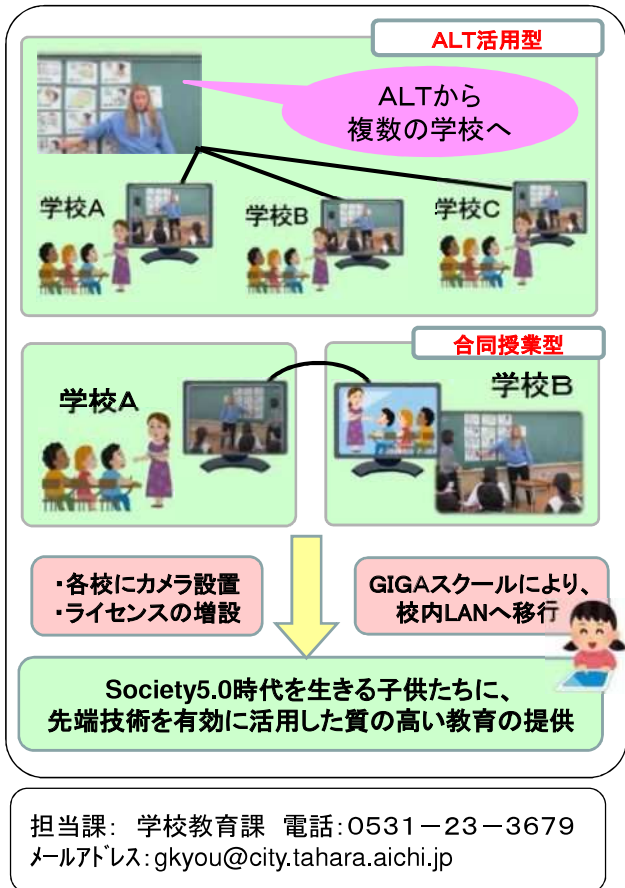 ALT活用型
ALTから
複数の学校へ
学校A
学校B
学校C
合同授業型
学校A
学校B
・各校にカメラ設置
・ライセンスの増設
GIGAスクールにより、
校内LANへ移行
Society5.0時代を生きる子供たちに、
先端技術を有効に活用した質の高い教育の提供
担当課：　学校教育課　電話：０５３１－２３－３６７９
メールアドレス：gkyou@city.tahara.aichi.jp